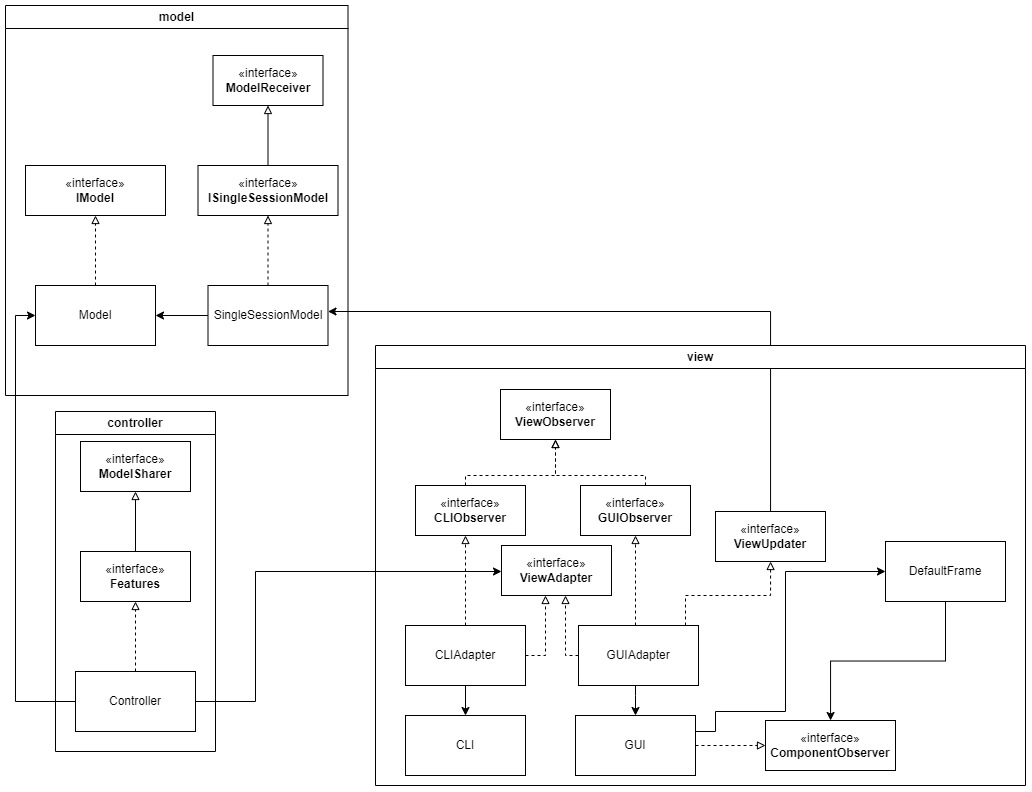 model
«interface»
ModelReceiver
«interface»
IModel
«interface»
ISingleSessionModel
Model
SingleSessionModel
controller
«interface»
ModelSharer
«interface»
Features
Controller
view
«interface»
ViewObserver
«interface»
CLIObserver
«interface»
GUIObserver
«interface»
ViewUpdater
«interface»
ViewAdapter
DefaultFrame
CLIAdapter
GUIAdapter
CLI
GUI
«interface»
ComponentObserver